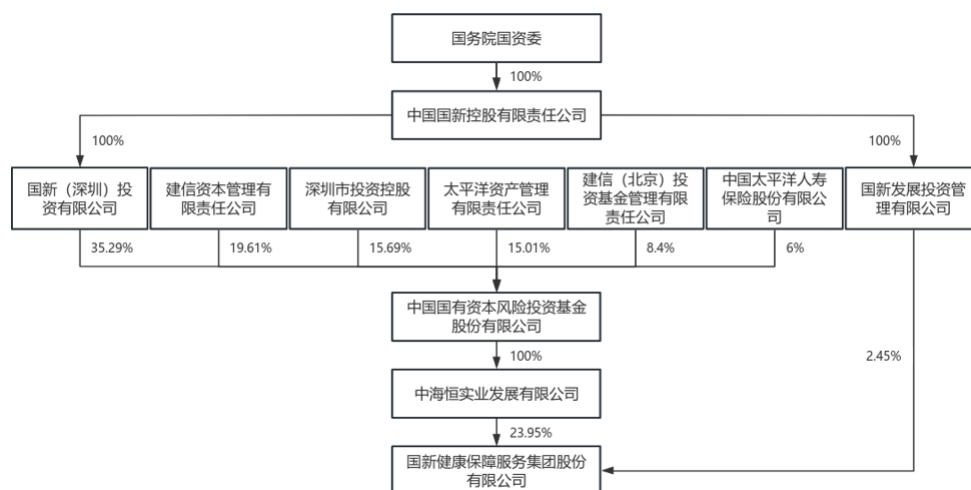 国务院国资委
100%
中国国新控股有限责任公司
100%
100%
国新（深圳）投
资有限公司
建信资本管理有
限责任公司
深圳市投资控股
有限公司
太平洋资产管理
有限责任公司
建信（北京）投
资基金管理有限
责任公司
中国太平洋人寿
保险股份有限公
司
国新发展投资管
理有限公司
35.29%
19.61%
15.69%
15.01%
8.4%
6%
中国国有资本风险投资基金
股份有限公司
100%
2.45%
中海恒实业发展有限公司
23.95%
国新健康保障服务集团股份
有限公司